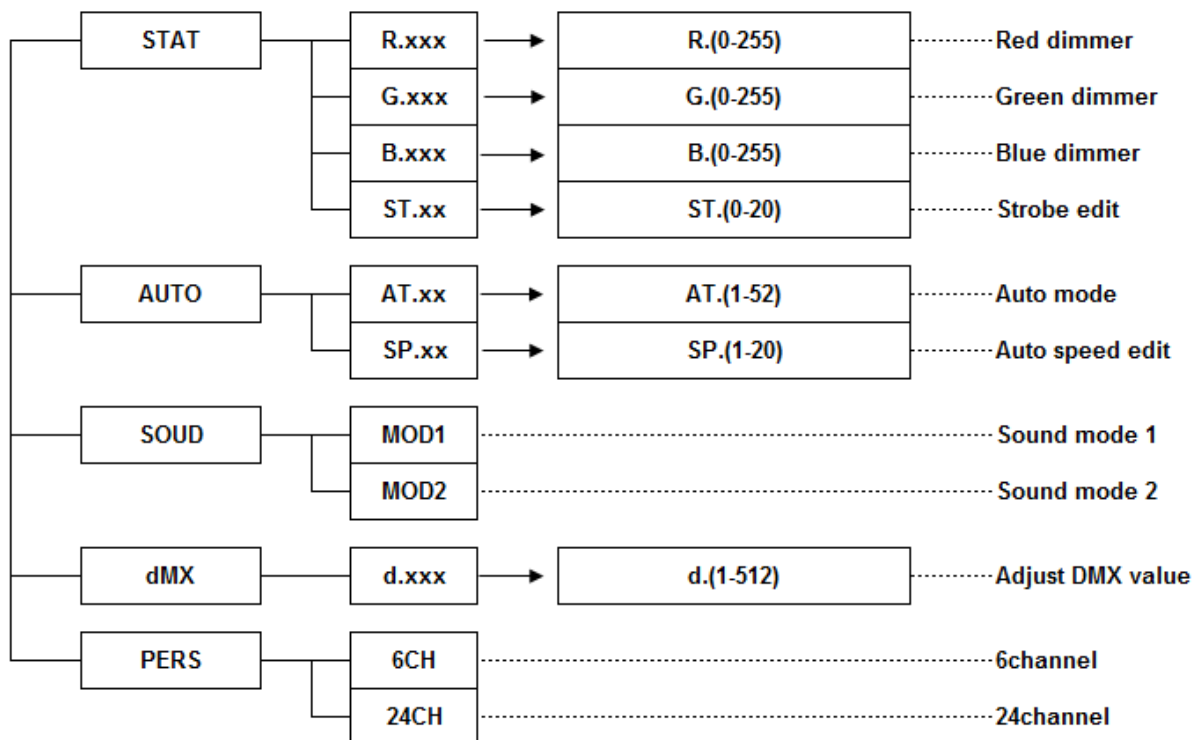 STAT R.xxx R.(0-255) Red dimmer
G.xxx G.(0-255) Green dimmer
B.xxx B.(0-255) Blue dimmer
ST.xx ST.(0-20) Strobe edit
AUTO AT.xx AT.(1-52) Auto mode
SP.xx SP.(1-20) Auto speed edit
SOUD MOD1 Sound mode 1
MOD2 Sound mode 2
dMX d.xxx d.(1-512) Adjust DMX value
PERS 6CH 6channel
24CH 24channel